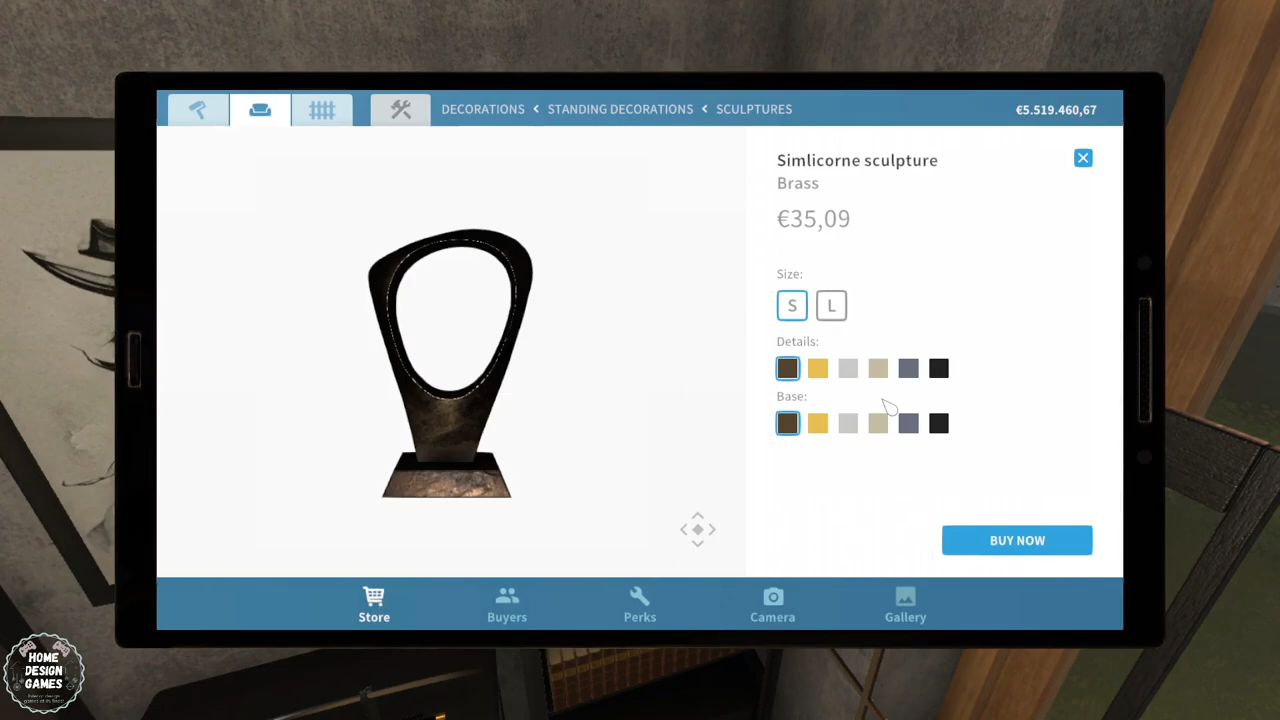 DECORATIONS < STANDING DECORATIONS < SCULPTURES
€5.519.460,67
Simlicorne sculpture
Brass
€35,09
Size:
S L
Details:
Base:
BUY NOW
Store Buyers Perks Camera Gallery
HOME
DESIGN
GAMES